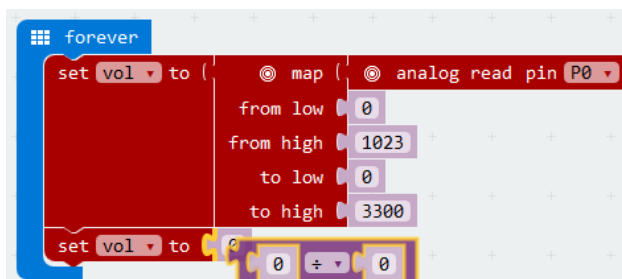 forever
set vol to map analog read pin P0
from low 0
from high 1023
to low 0
to high 3300
set vol to 0 ÷ 0